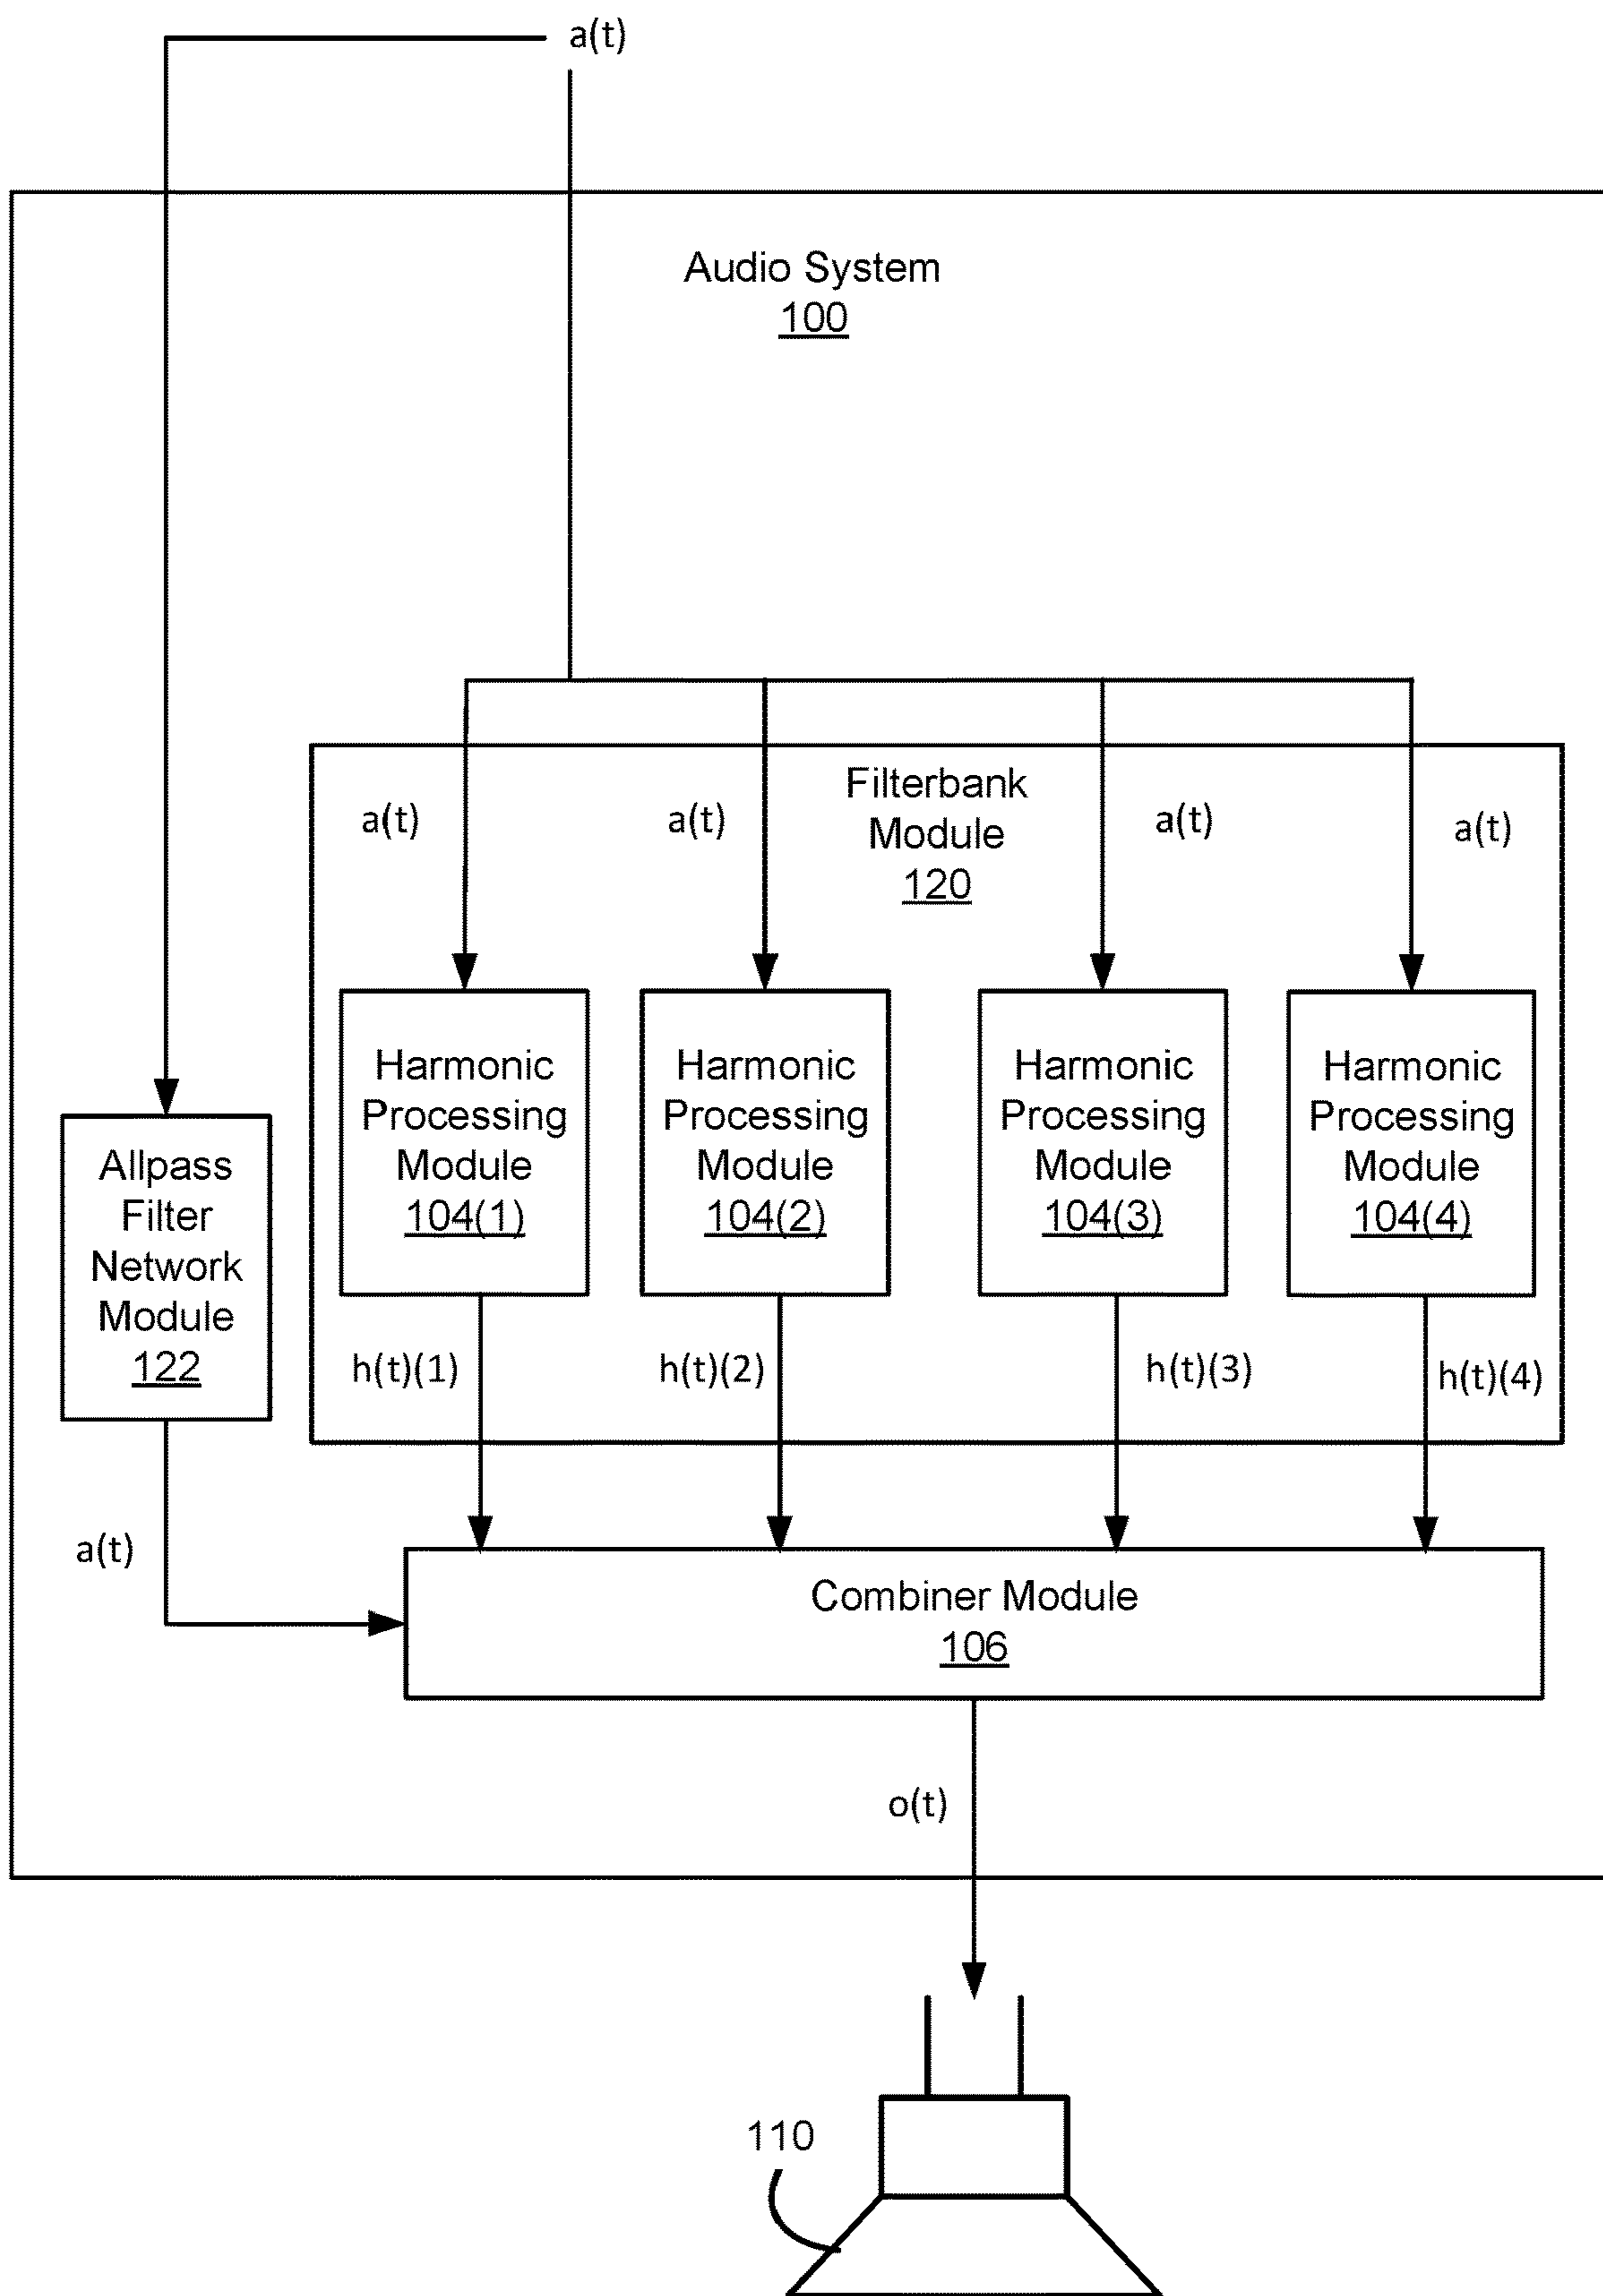 a(t)
Audio System
100
Filterbank
Module
120
a(t)
a(t)
a(t)
a(t)
Harmonic
Processing
Module
104(1)
Harmonic
Processing
Module
104(2)
Harmonic
Processing
Module
104(3)
Harmonic
Processing
Module
104(4)
Allpass
Filter
Network
Module
122
h(t)(1)
h(t)(2)
h(t)(3)
h(t)(4)
a(t)
Combiner Module
106
o(t)
110